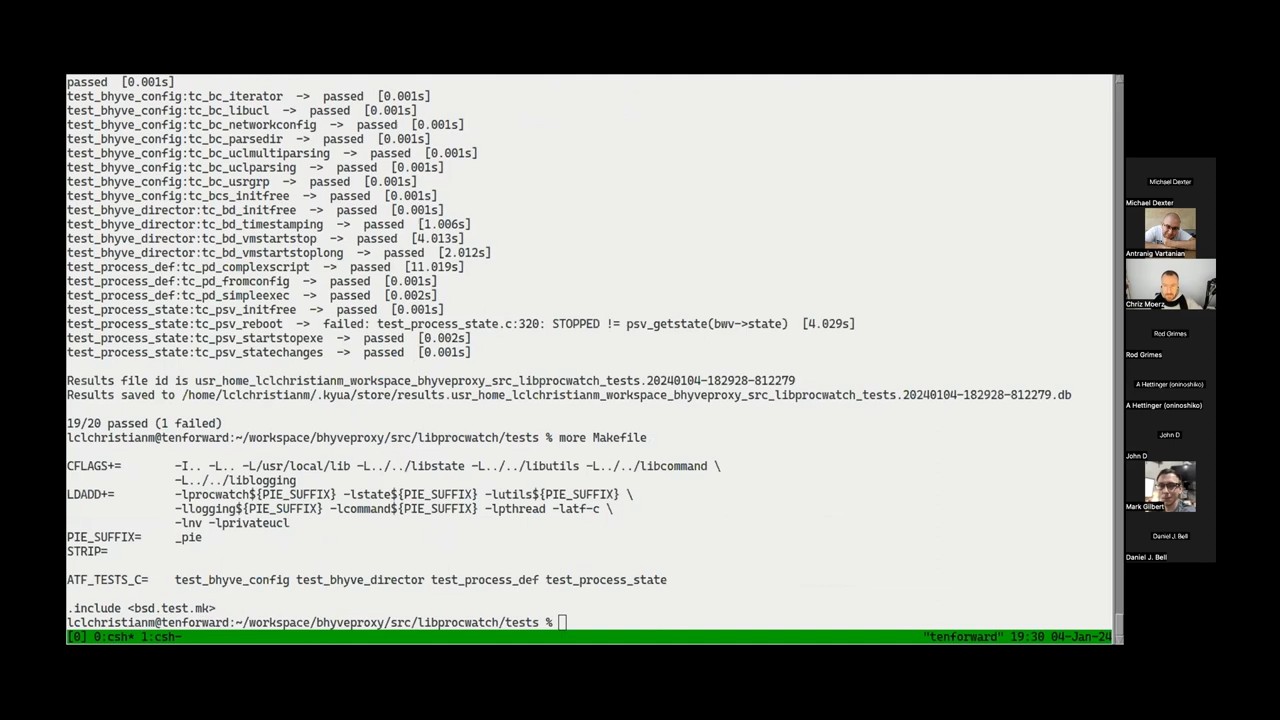 passed  [0.001s]
test_bhyve_config:tc_bc_iterator  ->  passed  [0.001s]
test_bhyve_config:tc_bc_libucl  ->  passed  [0.001s]
test_bhyve_config:tc_bc_networkconfig  ->  passed  [0.001s]
test_bhyve_config:tc_bc_parsedir  ->  passed  [0.001s]
test_bhyve_config:tc_bc_uclmultiparsing  ->  passed  [0.001s]
test_bhyve_config:tc_bc_uclparsing  ->  passed  [0.001s]
test_bhyve_config:tc_bc_usrgrp  ->  passed  [0.001s]
test_bhyve_config:tc_bcs_initfree  ->  passed  [0.001s]
test_bhyve_director:tc_bd_initfree  ->  passed  [0.001s]
test_bhyve_director:tc_bd_timestamping  ->  passed  [1.006s]
test_bhyve_director:tc_bd_vmstartstop  ->  passed  [4.013s]
test_bhyve_director:tc_bd_vmstartstoplong  ->  passed  [2.012s]
test_process_def:tc_pd_complexscript  ->  passed  [11.019s]
test_process_def:tc_pd_fromconfig  ->  passed  [0.001s]
test_process_def:tc_pd_simpleexec  ->  passed  [0.002s]
test_process_state:tc_psv_initfree  ->  passed  [0.001s]
test_process_state:tc_psv_reboot  ->  failed: test_process_state.c:320: STOPPED != psv_getstate(bwv->state)  [4.029s]
test_process_state:tc_psv_startstopexe  ->  passed  [0.002s]
test_process_state:tc_psv_statechanges  ->  passed  [0.001s]
Results file id is usr_home_lclchristianm_workspace_bhyveproxy_src_libprocwatch_tests.20240104-182928-812279
Results saved to /home/lclchristianm/.kyua/store/results.usr_home_lclchristianm_workspace_bhyveproxy_src_libprocwatch_tests.20240104-182928-812279.db
19/20 passed (1 failed)
lclchristianm@tenforward:~/workspace/bhyveproxy/src/libprocwatch/tests % more Makefile
CFLAGS+=        -I.. -L.. -L/usr/local/lib -L../../libstate -L../../libutils -L../../libcommand \
-L../../liblogging
LDADD+=         -lprocwatch${PIE_SUFFIX} -lstate${PIE_SUFFIX} -lutils${PIE_SUFFIX} \
-llogging${PIE_SUFFIX} -lcommand${PIE_SUFFIX} -lpthread -latf-c \
-lnv -lprivateucl
PIE_SUFFIX=     _pie
STRIP=
ATF_TESTS_C=    test_bhyve_config test_bhyve_director test_process_def test_process_state
.include <bsd.test.mk>
lclchristianm@tenforward:~/workspace/bhyveproxy/src/libprocwatch/tests %
[0] 0:csh* 1:csh-    "tenforward" 19:30 04-Jan-24
Michael Dexter
Michael Dexter
Antranig Vartanian
Chriz Moerz
Rod Grimes
Rod Grimes
A Hettinger (oninoshiko)
A Hettinger (oninoshiko)
John D
John D
Mark Gilbert
Daniel J. Bell
Daniel J. Bell